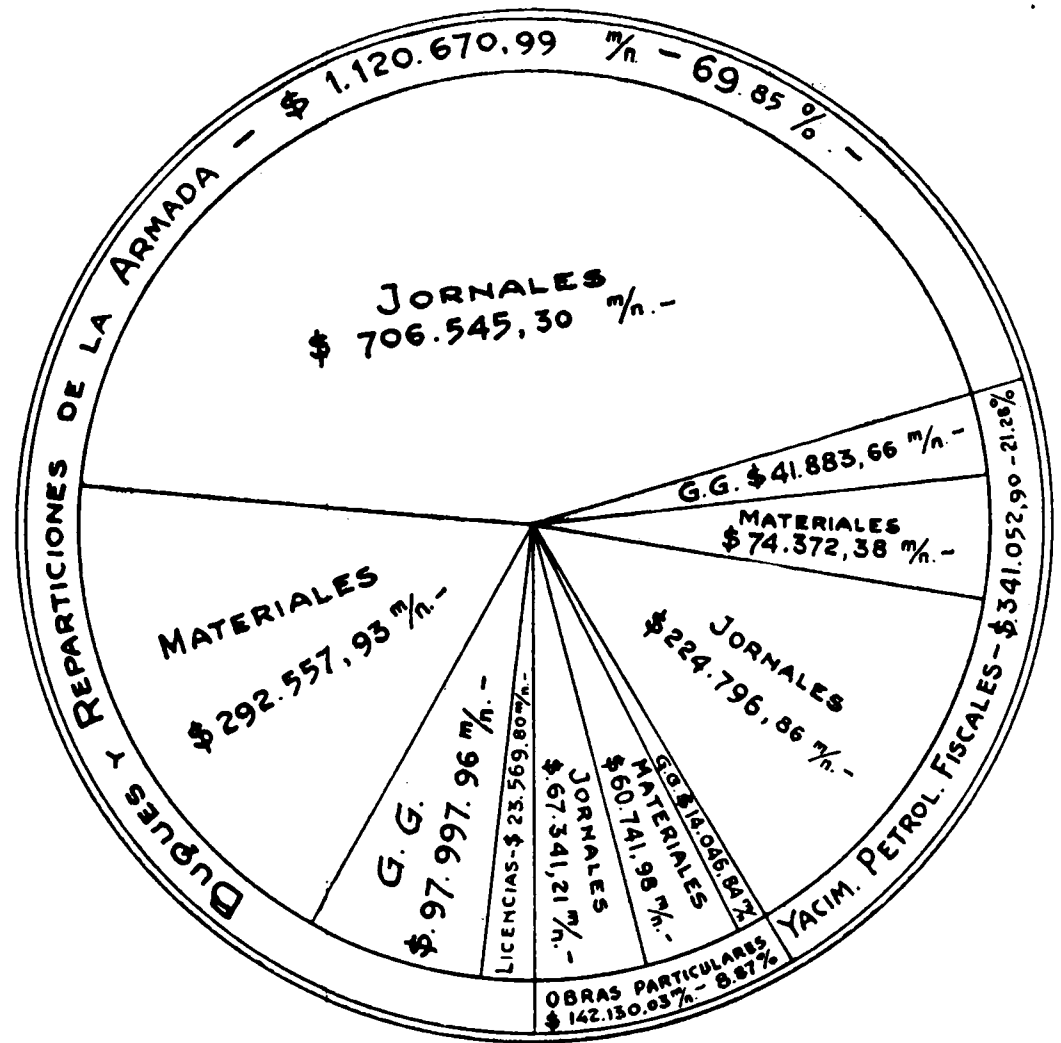 BUQUES Y REPARTICIONES DE LA ARMADA - $ 1.120.670,99 m/n. - 69.85 % -
JORNALES
$ 706.545,30 m/n. -
G.G. $ 41.883,66 m/n. -
MATERIALES
$ 74.372,38 m/n. -
JORNALES
$ 224.796,86 m/n. -
YACIM. PETROL. FISCALES - $ 341.052,90 - 21.28 %
MATERIALES
$ 292.557,93 m/n. -
G. G.
$. 97.997.96 m/n. -
LICENCIAS - $ 23.569.80 m/n. -
JORNALES
$. 67.341,21 m/n. -
MATERIALES
$ 60.741,98 m/n. -
G.G. $ 14.046,84 m/n
OBRAS PARTICULARES
$ 142.130,03 m/n. - 8.87 %